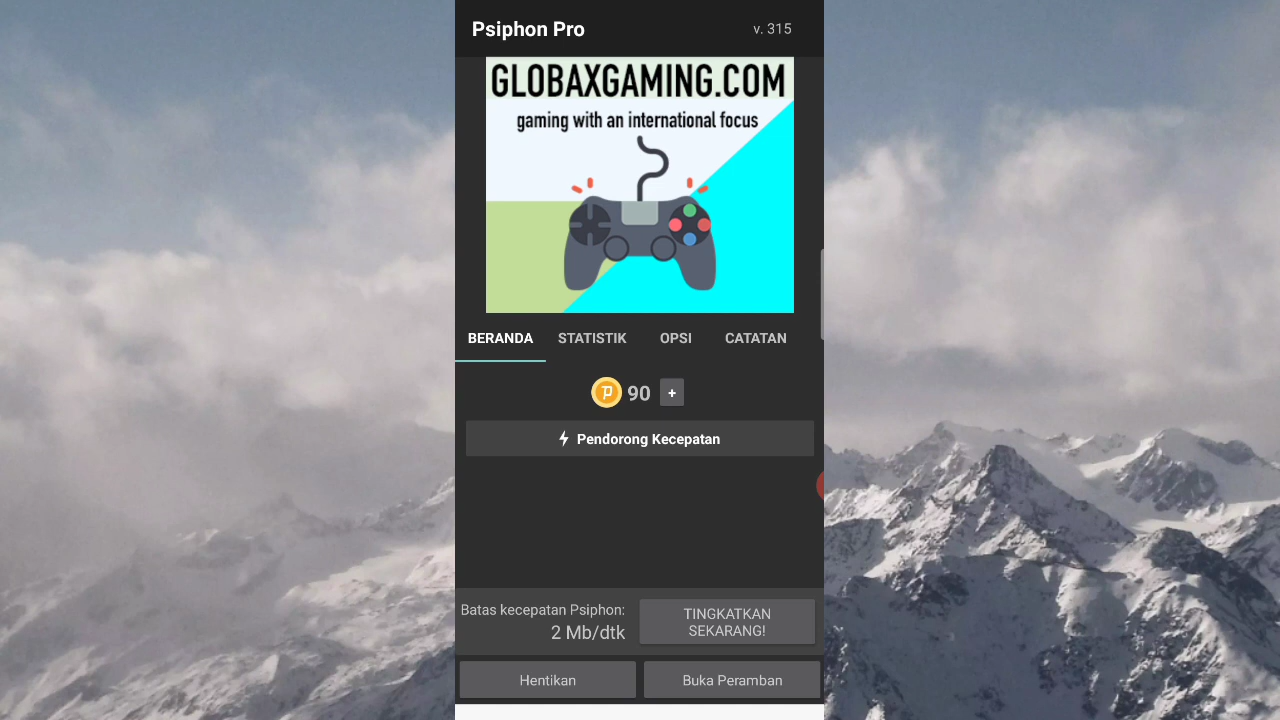 Psiphon Pro
v. 315
GLOBAXGAMING.COM
gaming with an international focus
BERANDA STATISTIK OPSI CATATAN
90 +
Pendorong Kecepatan
Batas kecepatan Psiphon:
2 Mb/dtk
TINGKATKAN
SEKARANG!
Hentikan
Buka Peramban